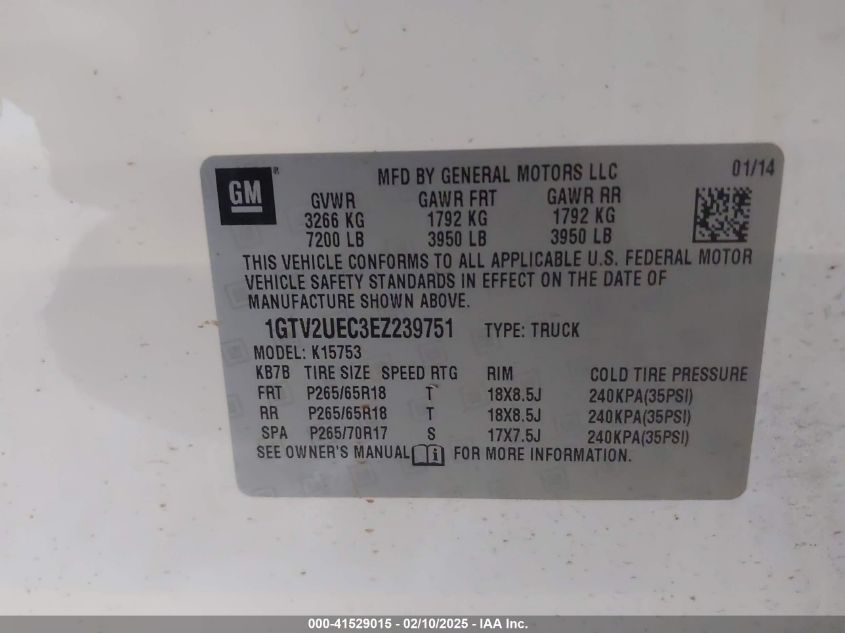 GM ®
MFD BY GENERAL MOTORS LLC 01/14
GVWR GAWR FRT GAWR RR
3266 KG 1792 KG 1792 KG
7200 LB 3950 LB 3950 LB
THIS VEHICLE CONFORMS TO ALL APPLICABLE U.S. FEDERAL MOTOR
VEHICLE SAFETY STANDARDS IN EFFECT ON THE DATE OF
MANUFACTURE SHOWN ABOVE.
1GTV2UEC3EZ239751 TYPE: TRUCK
MODEL: K15753
KB7B TIRE SIZE SPEED RTG RIM COLD TIRE PRESSURE
FRT P265/65R18 T 18X8.5J 240KPA(35PSI)
RR P265/65R18 T 18X8.5J 240KPA(35PSI)
SPA P265/70R17 S 17X7.5J 240KPA(35PSI)
SEE OWNER'S MANUAL FOR MORE INFORMATION.
000-41529015 - 02/10/2025 - IAA Inc.